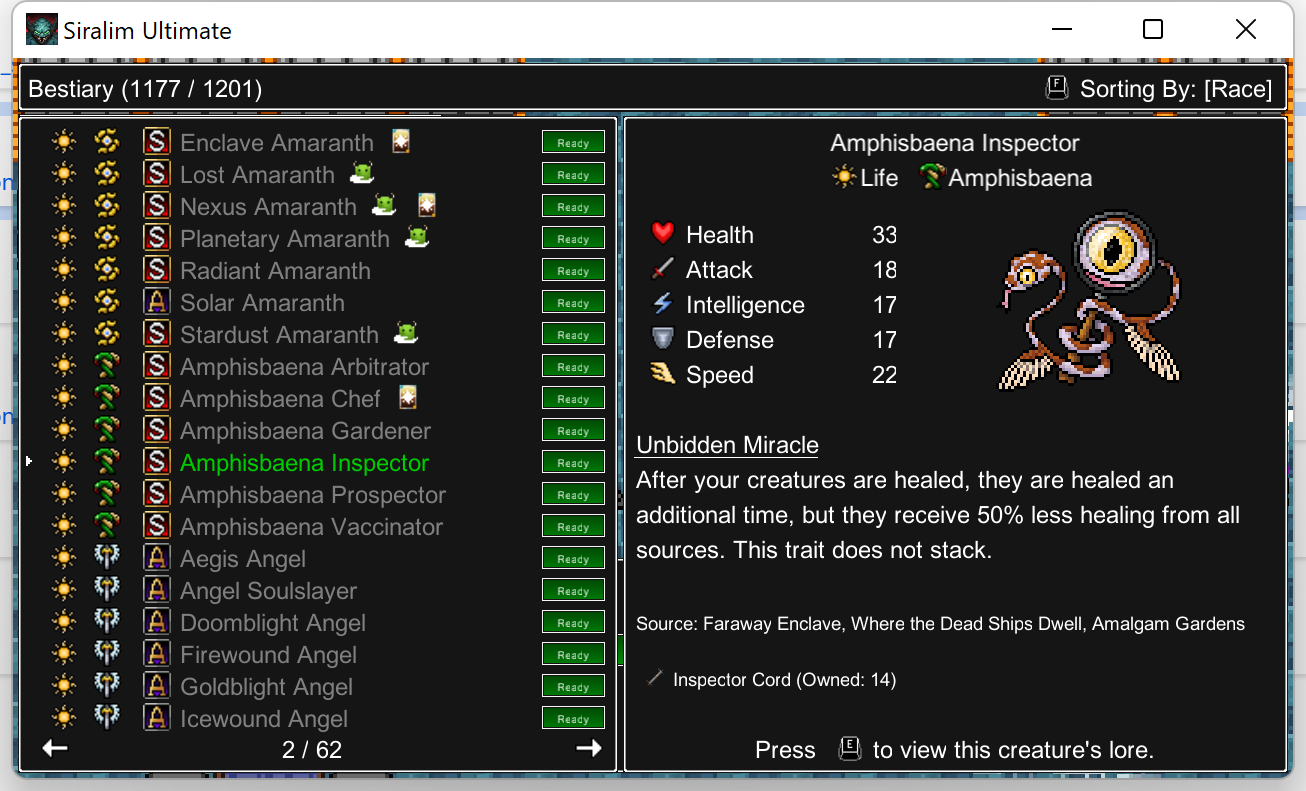 Siralim Ultimate
Bestiary (1177 / 1201)
F Sorting By: [Race]
S Enclave Amaranth Ready
S Lost Amaranth Ready
S Nexus Amaranth Ready
S Planetary Amaranth Ready
S Radiant Amaranth Ready
A Solar Amaranth Ready
S Stardust Amaranth Ready
S Amphisbaena Arbitrator Ready
S Amphisbaena Chef Ready
S Amphisbaena Gardener Ready
S Amphisbaena Inspector Ready
S Amphisbaena Prospector Ready
S Amphisbaena Vaccinator Ready
A Aegis Angel Ready
A Angel Soulslayer Ready
A Doomblight Angel Ready
A Firewound Angel Ready
A Goldblight Angel Ready
A Icewound Angel Ready
2 / 62
Amphisbaena Inspector
Life Amphisbaena
Health 33
Attack 18
Intelligence 17
Defense 17
Speed 22
Unbidden Miracle
After your creatures are healed, they are healed an
additional time, but they receive 50% less healing from all
sources. This trait does not stack.
Source: Faraway Enclave, Where the Dead Ships Dwell, Amalgam Gardens
Inspector Cord (Owned: 14)
Press E to view this creature's lore.
on
on